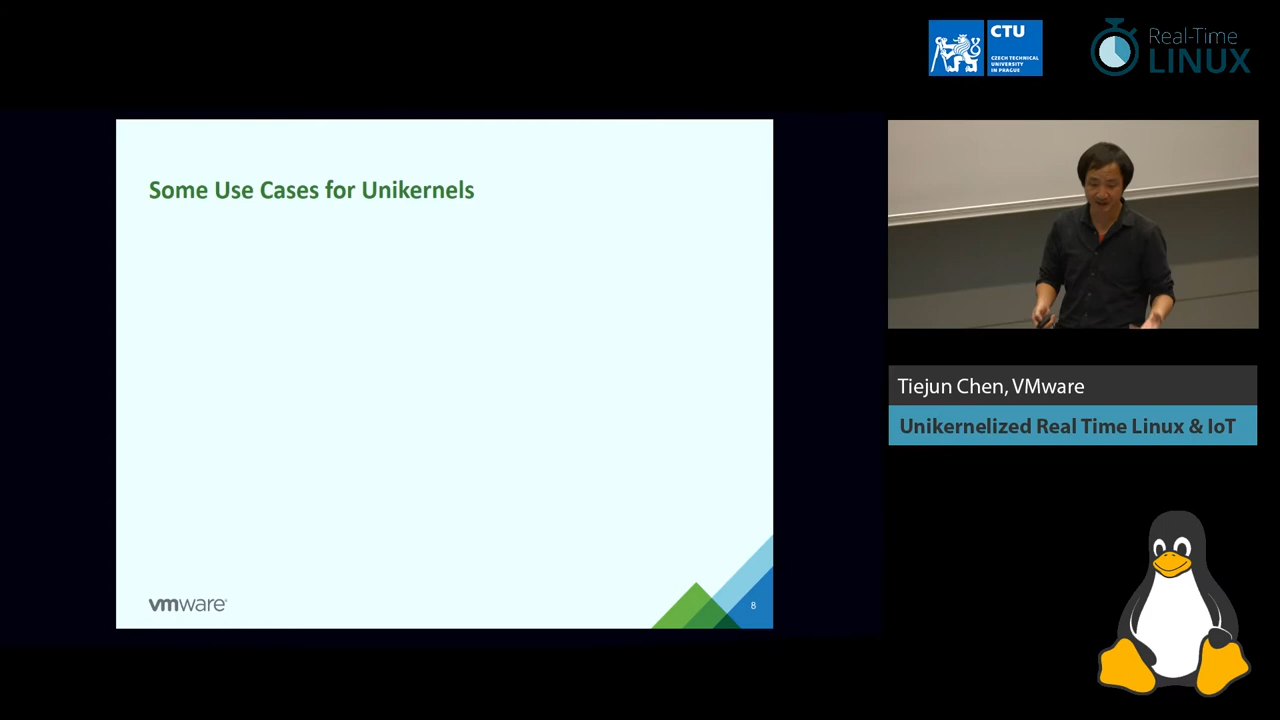 CTU
CZECH TECHNICAL
UNIVERSITY
IN PRAGUE
Real-Time
LINUX
Some Use Cases for Unikernels
vmware
8
Tiejun Chen, VMware
Unikernelized Real Time Linux & IoT